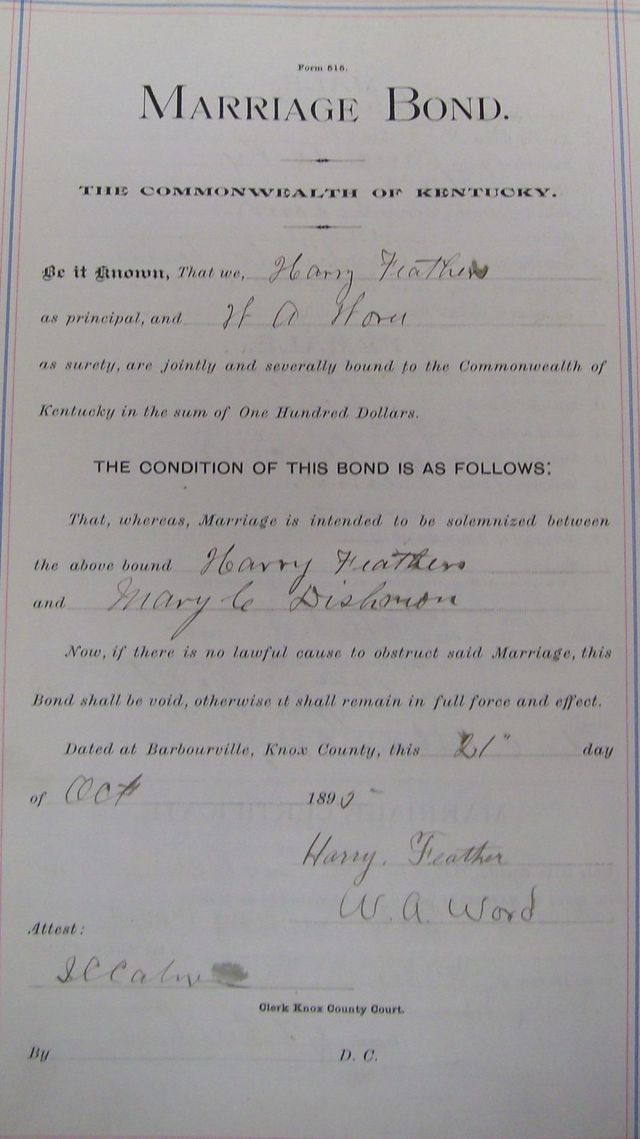 Form 515.
MARRIAGE BOND.
THE COMMONWEALTH OF KENTUCKY.
Be it Known, That we, Harry Feathers
as principal, and W A Word
as surety, are jointly and severally bound to the Commonwealth of
Kentucky in the sum of One Hundred Dollars.
THE CONDITION OF THIS BOND IS AS FOLLOWS:
That, whereas, Marriage is intended to be solemnized between
the above bound Harry Feathers
and Mary C Dishmon
Now, if there is no lawful cause to obstruct said Marriage, this
Bond shall be void, otherwise it shall remain in full force and effect.
Dated at Barbourville, Knox County, this 21" day
of Oct 1895
Harry. Feather
W. A. Word
Attest:
Clerk Knox County Court.
By D. C.